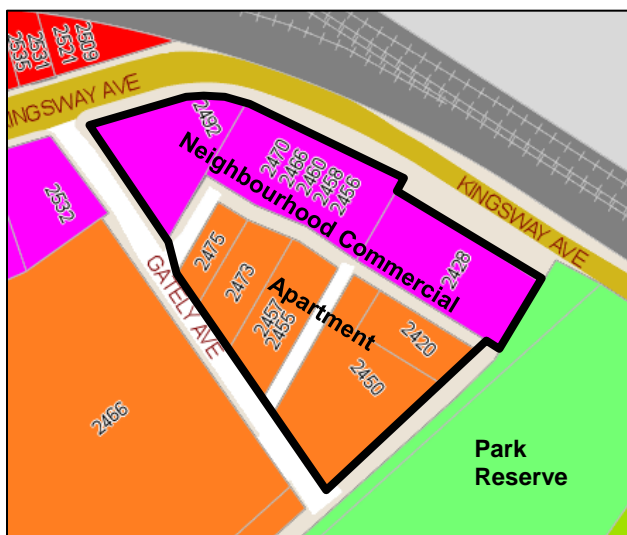 2535
2531
2521
2509
KINGSWAY AVE
2492
2470
2466
2460
2458
2456
Neighbourhood Commercial
KINGSWAY AVE
2532
2428
2475
2473
2457
2455
Apartment
2420
2450
GATELY AVE
2466
Park
Reserve